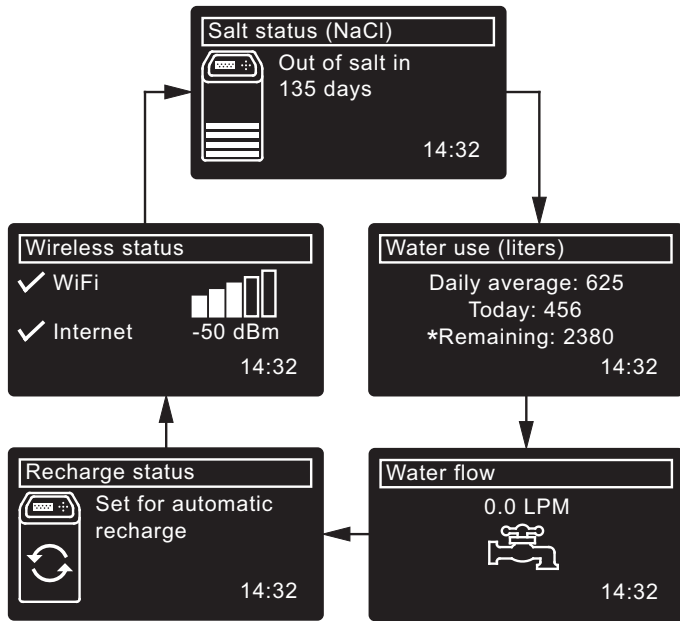 Salt status (NaCl)
Out of salt in
135 days
14:32
Wireless status
WiFi
Internet
-50 dBm
14:32
Water use (liters)
Daily average: 625
Today: 456
*Remaining: 2380
14:32
Recharge status
Set for automatic
recharge
14:32
Water flow
0.0 LPM
14:32